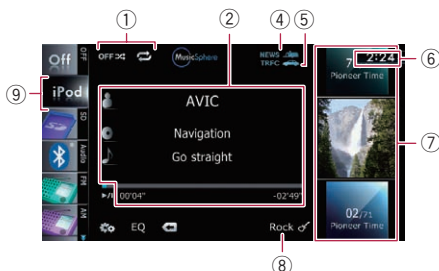 ① ② ④ ⑤
Off OFF OFF MusicSphere NEWS TRFC 2:24 ⑥
7
Pioneer Time
⑨ iPod
SD
Audio
FM
AM
AVIC
Navigation
Go straight
⑦
00'04" -02'49"
02/71
Pioneer Time
EQ Rock
⑧